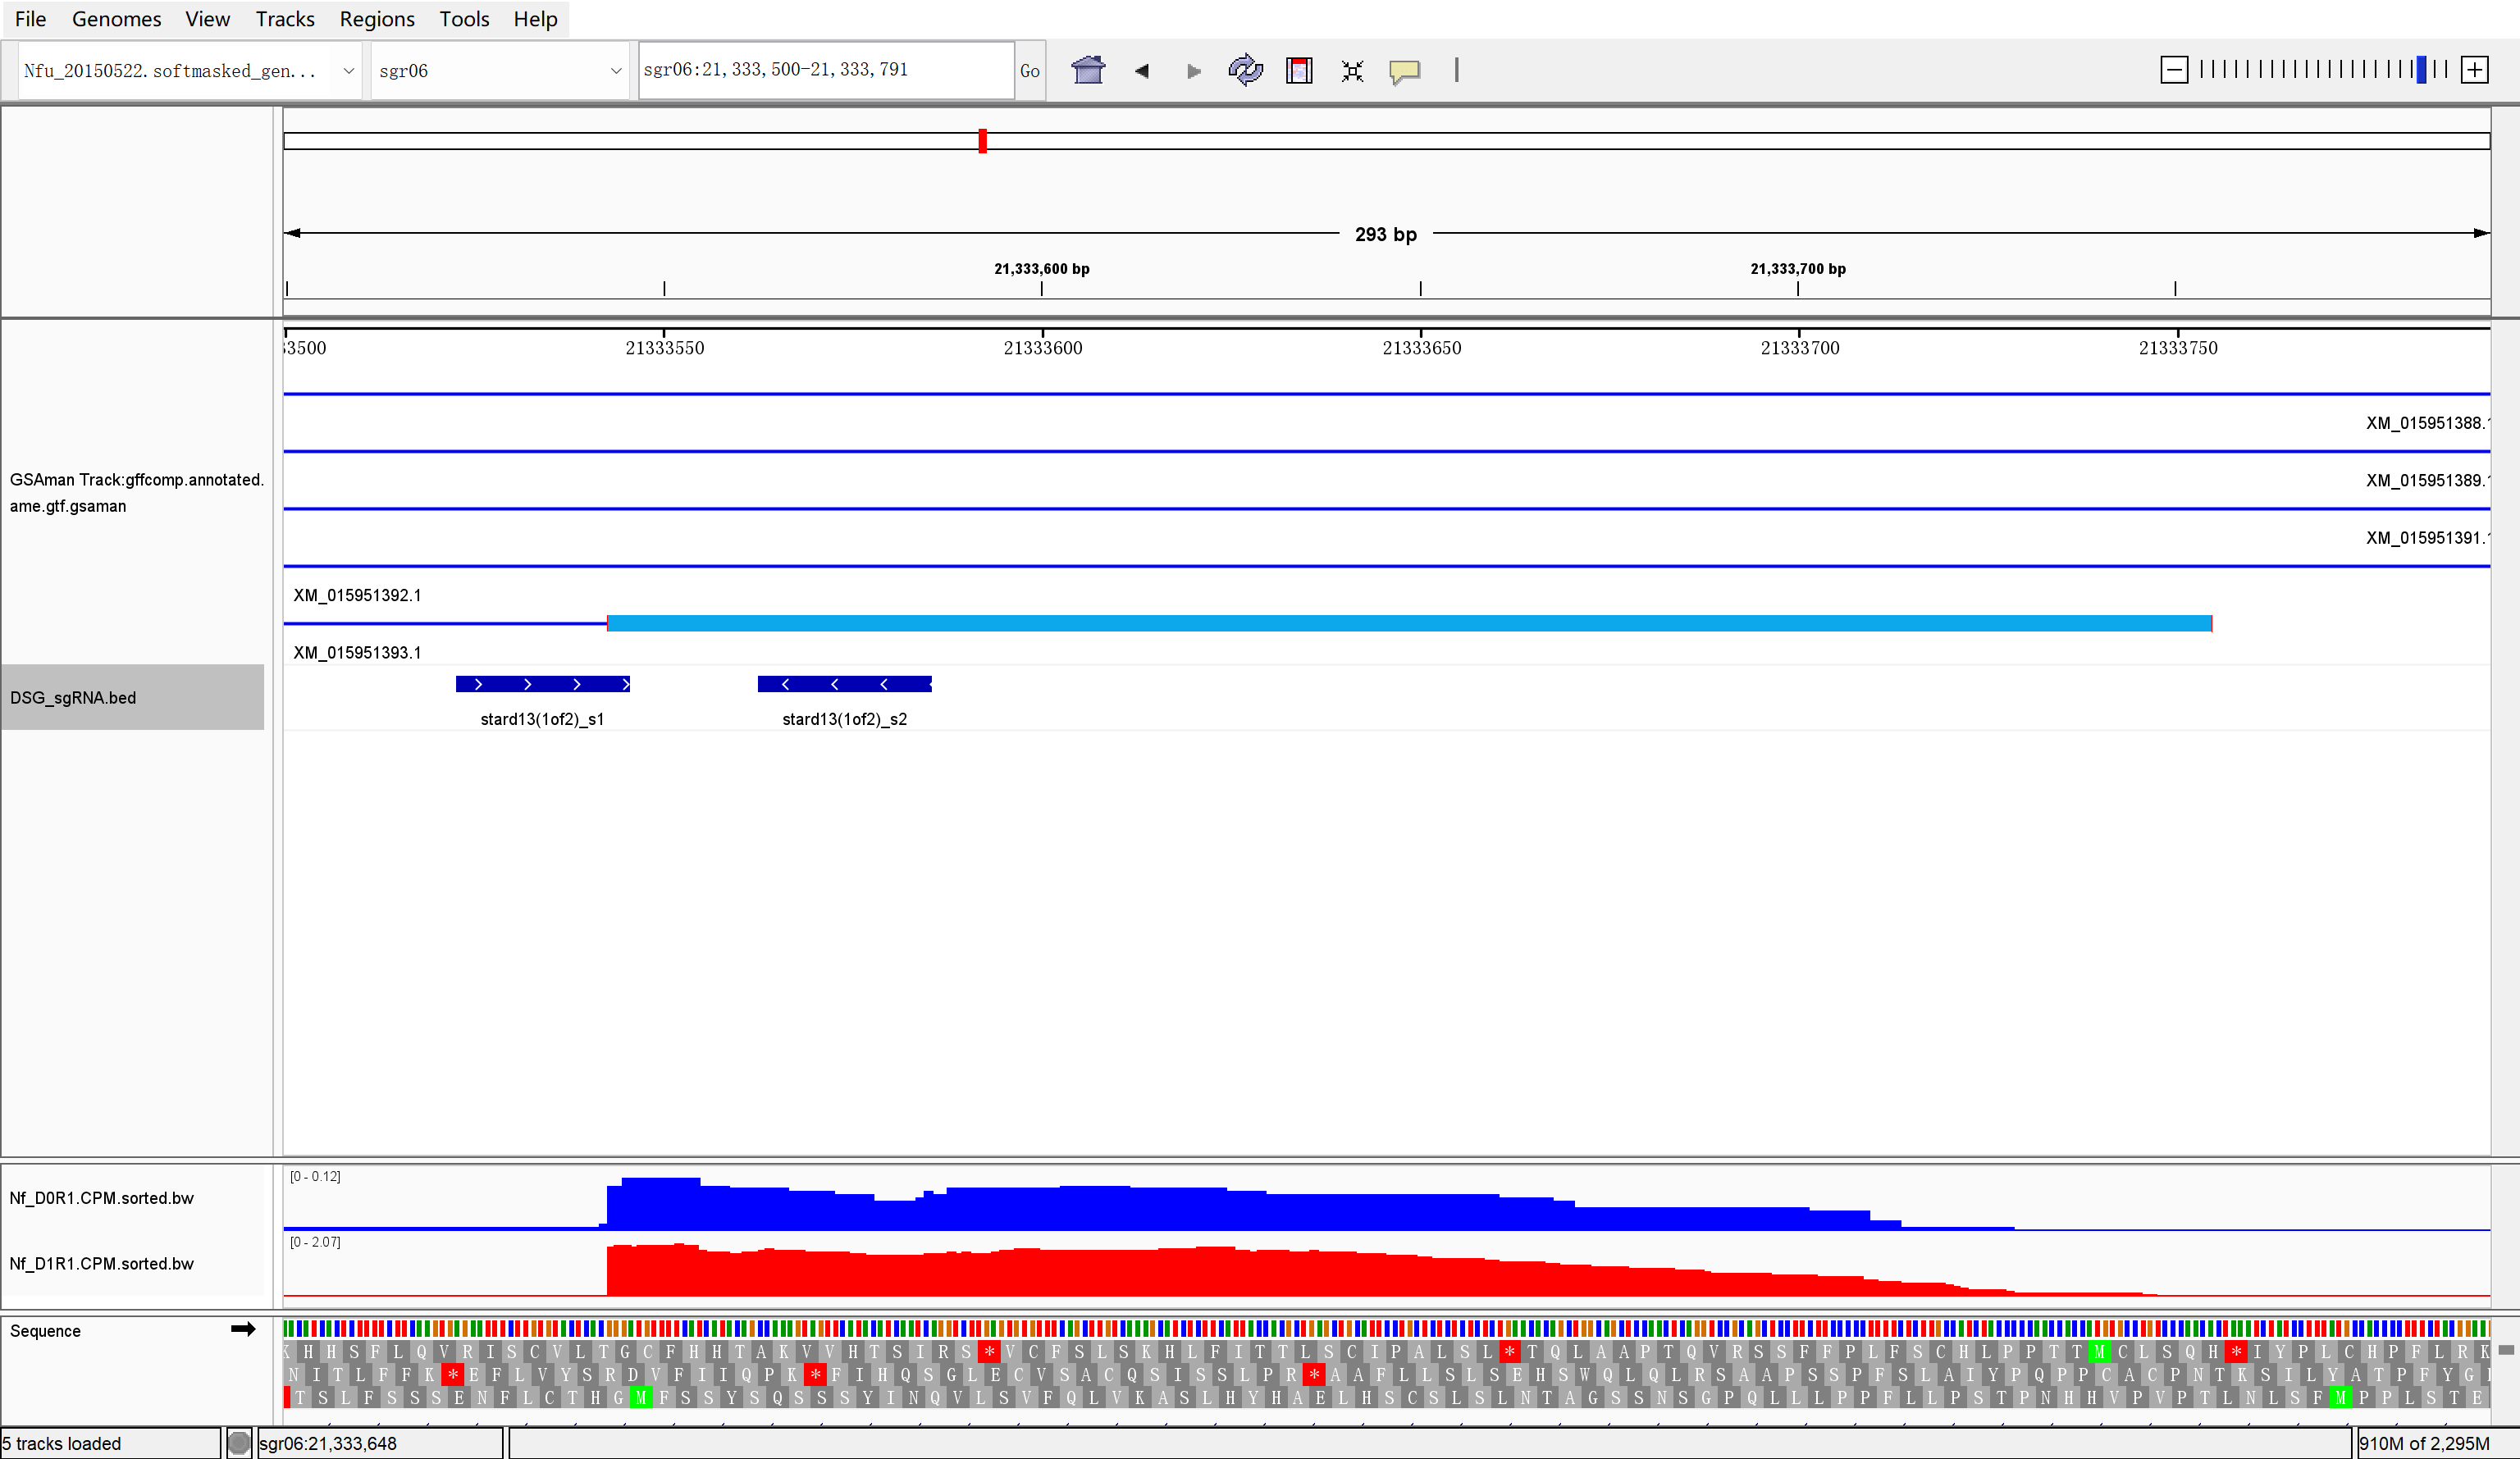 File Genomes View Tracks Regions Tools Help
Nfu_20150522.softmasked_gen... sgr06 sgr06:21,333,500-21,333,791 Go
293 bp
21,333,600 bp 21,333,700 bp
33500 21333550 21333600 21333650 21333700 21333750
XM_015951388.1
GSAman Track:gffcomp.annotated.
ame.gtf.gsaman
XM_015951389.1
XM_015951391.1
XM_015951392.1
XM_015951393.1
DSG_sgRNA.bed
stard13(1of2)_s1 stard13(1of2)_s2
[0 - 0.12]
Nf_D0R1.CPM.sorted.bw
[0 - 2.07]
Nf_D1R1.CPM.sorted.bw
Sequence
K H H S F L Q V R I S C V L T G C F H H T A K V V H T S I R S * V C F S L S K H L F I T T L S C I P A L S L * T Q L A A P T Q V R S S F F P L F S C H L P P T T M C L S Q H * I Y P L C H P F L R K
N I T L F F K * E F L V Y S R D V F I I Q P K * F I H Q S G L E C V S A C Q S I S S L P R * A A F L L S L S E H S W Q L Q L R S A A P S S P F S L A I Y P Q P P C A C P N T K S I L Y A T P F Y G
T S L F S S S E N F L C T H G M F S S Y S Q S S S Y I N Q V L S V F Q L V K A S L H Y H A E L H S C S L S L N T A G S S N S G P Q L L L P P F L L P S T P N H H V P V P T L N L S F M P P L S T E
5 tracks loaded sgr06:21,333,648 910M of 2,295M